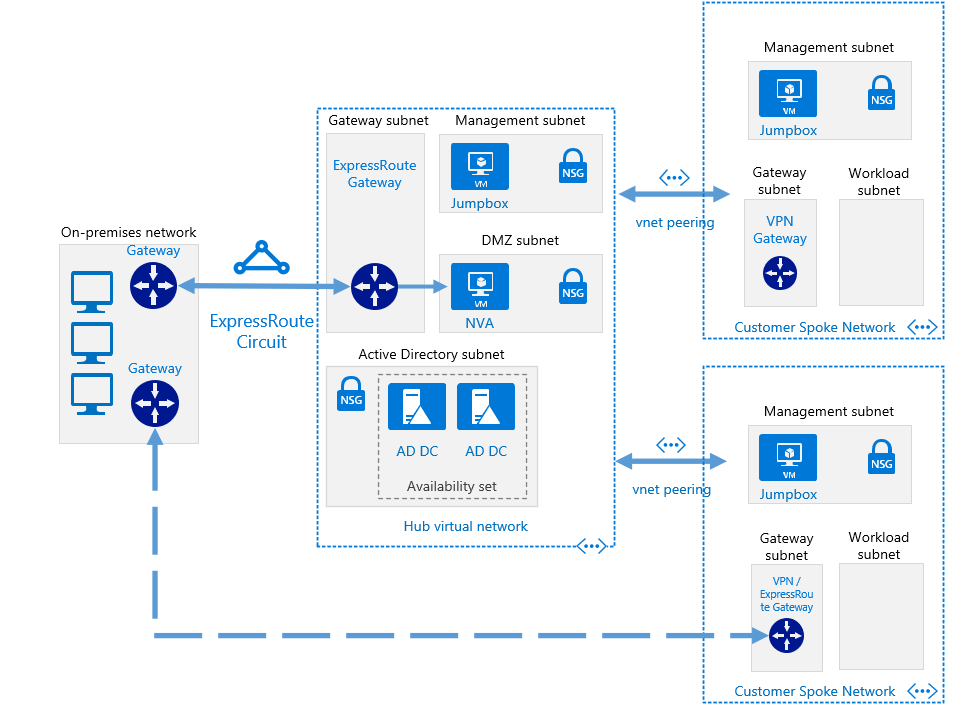 On-premises network
Gateway
Gateway
ExpressRoute
Circuit
Gateway subnet
ExpressRoute
Gateway
Management subnet
VM
Jumpbox
NSG
DMZ subnet
VM
NVA
NSG
Active Directory subnet
NSG
AD DC
AD DC
Availability set
Hub virtual network
vnet peering
vnet peering
Management subnet
VM
Jumpbox
NSG
Gateway
subnet
VPN
Gateway
Workload
subnet
Customer Spoke Network
Management subnet
VM
Jumpbox
NSG
Gateway
subnet
VPN /
ExpressRou
te Gateway
Workload
subnet
Customer Spoke Network